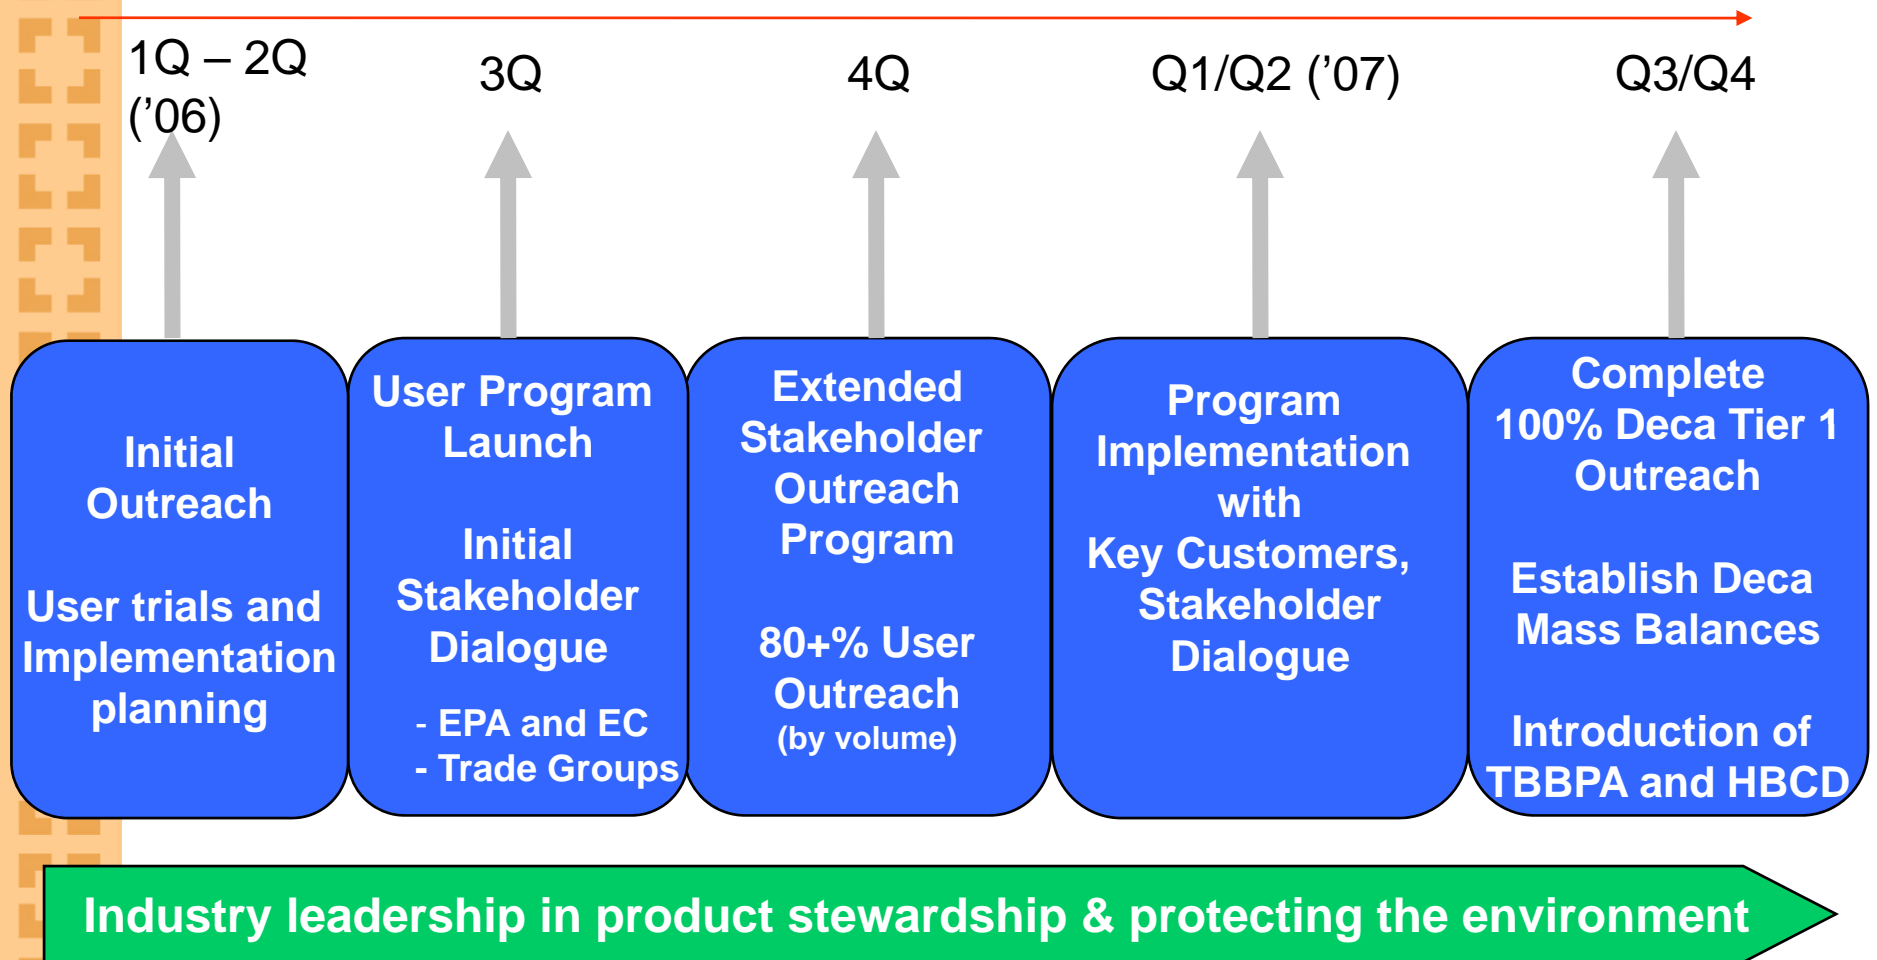 1Q – 2Q
(’06)
3Q
4Q
Q1/Q2 (’07)
Q3/Q4
Initial
Outreach
User trials and
Implementation
planning
User Program
Launch
Initial
Stakeholder
Dialogue
- EPA and EC
- Trade Groups
Extended
Stakeholder
Outreach
Program
80+% User
Outreach
(by volume)
Program
Implementation
with
Key Customers,
Stakeholder
Dialogue
Complete
100% Deca Tier 1
Outreach
Establish Deca
Mass Balances
Introduction of
TBBPA and HBCD
Industry leadership in product stewardship & protecting the environment